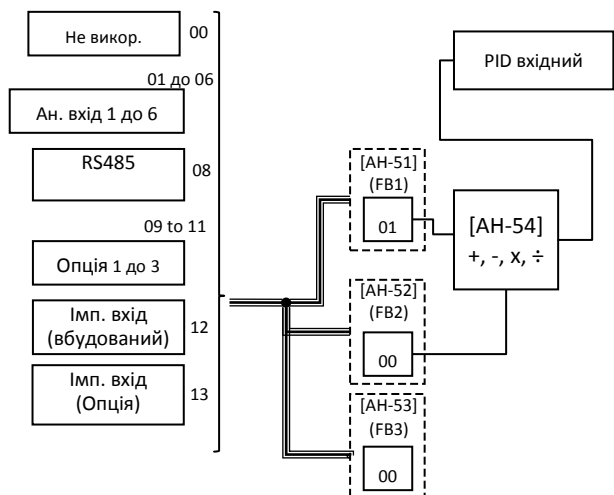 Не викор.
00
01 до 06
Ан. вхід 1 до 6
RS485
08
09 to 11
Опція 1 до 3
Імп. вхід
(вбудований)
12
Імп. вхід
(Опція)
13
[AH-51]
(FB1)
01
[AH-52]
(FB2)
00
[AH-53]
(FB3)
00
[AH-54]
+, -, x, ÷
PID вхідний